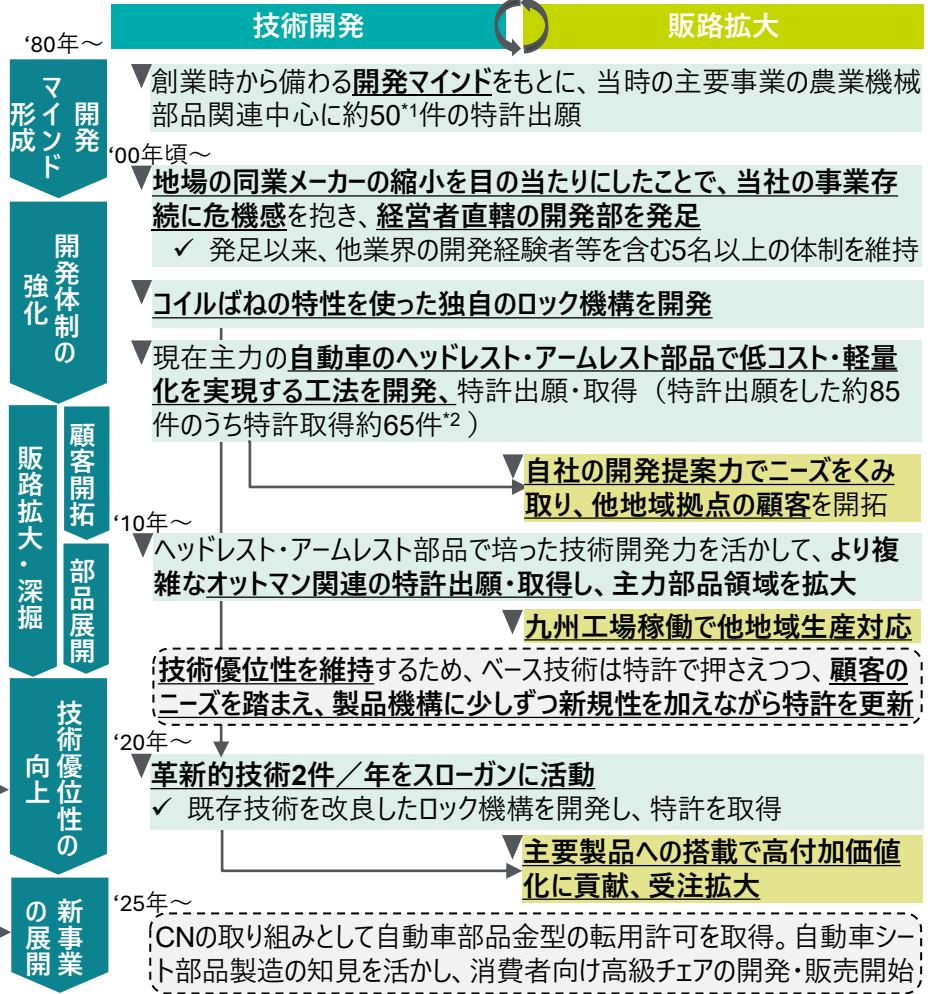 技術開発
販路拡大
‘80年～
開発
マインド
形成
▼創業時から備わる開発マインドをもとに、当時の主要事業の農業機械
部品関連中心に約50*1件の特許出願
‘00年頃～
▼地場の同業メーカーの縮小を目の当たりにしたことで、当社の事業存
続に危機感を抱き、経営者直轄の開発部を発足
✓ 発足以来、他業界の開発経験者等を含む5名以上の体制を維持
開発体制の
強化
▼コイルばねの特性を使った独自のロック機構を開発
▼現在主力の自動車のヘッドレスト・アームレスト部品で低コスト・軽量
化を実現する工法を開発、特許出願・取得（特許出願をした約85
件のうち特許取得約65件*2）
販路拡大・深掘
顧客開拓
▼自社の開発提案力でニーズをくみ
取り、他地域拠点の顧客を開拓
‘10年～
部品展開
▼ヘッドレスト・アームレスト部品で培った技術開発力を活かして、より複
雑なオットマン関連の特許出願・取得し、主力部品領域を拡大
▼九州工場稼働で他地域生産対応
技術優位性を維持するため、ベース技術は特許で押さえつつ、顧客の
ニーズを踏まえ、製品機構に少しずつ新規性を加えながら特許を更新
技術優位性の
向上
‘20年～
▼革新的技術2件／年をスローガンに活動
✓ 既存技術を改良したロック機構を開発し、特許を取得
▼主要製品への搭載で高付加価値
化に貢献、受注拡大
新事業
の展開
‘25年～
CNの取り組みとして自動車部品金型の転用許可を取得。自動車シー
ト部品製造の知見を活かし、消費者向け高級チェアの開発・販売開始